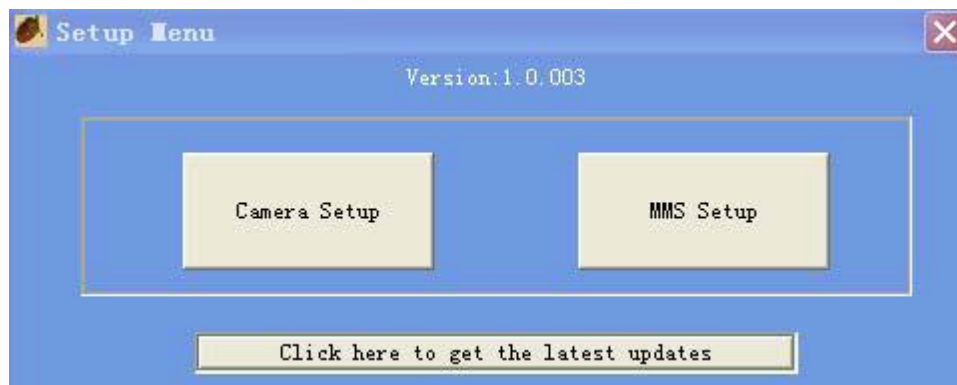 Setup Menu
Version:1.0.003
Camera Setup
MMS Setup
Click here to get the latest updates